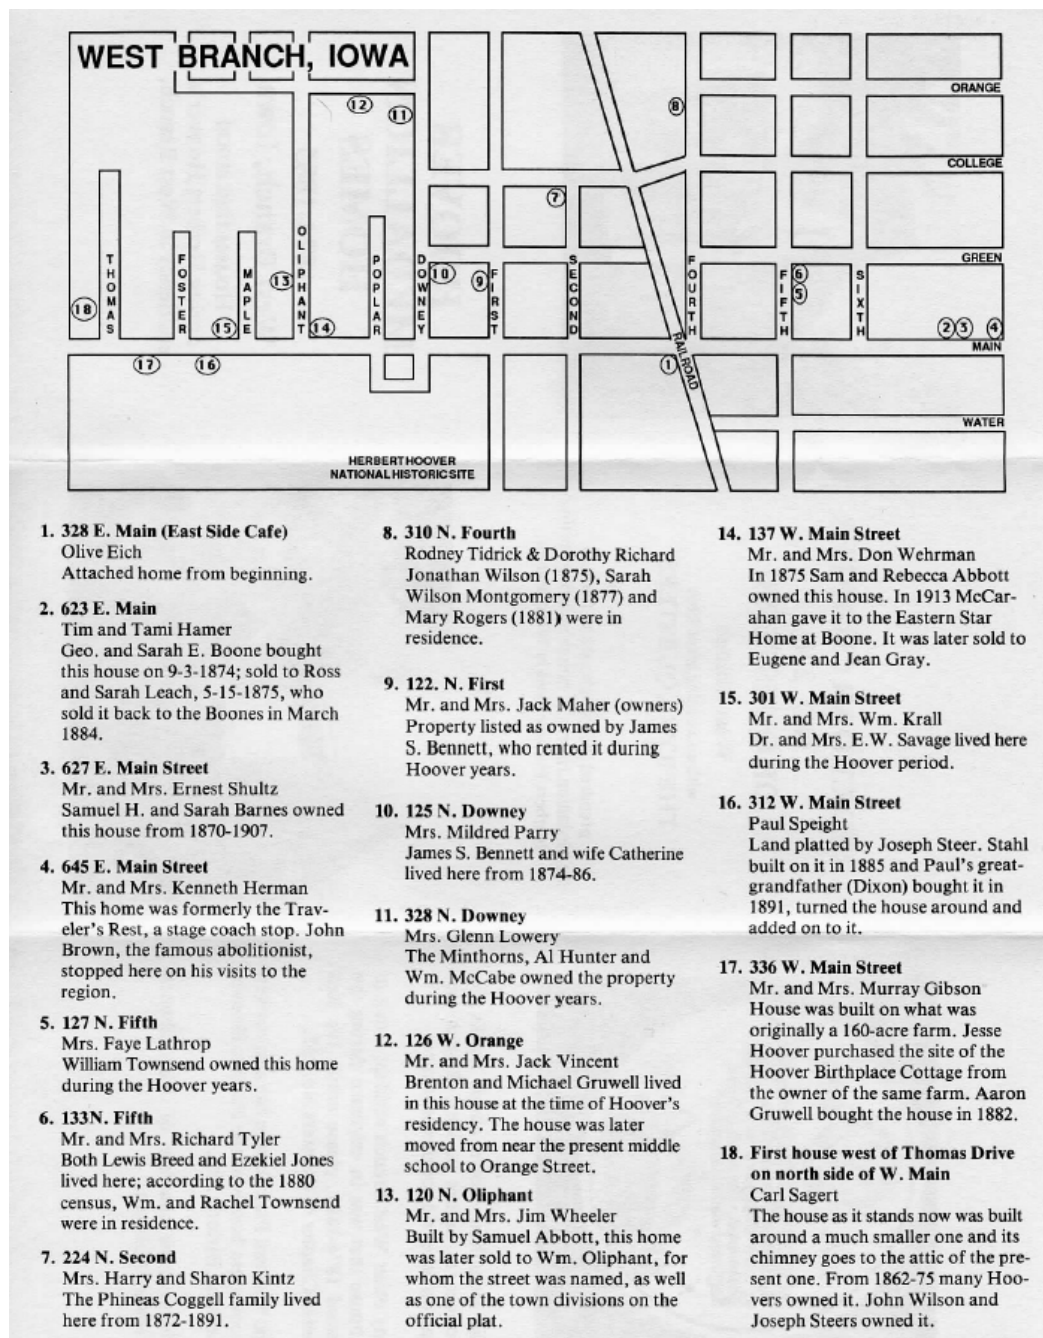 WEST BRANCH, IOWA
12
11
8
ORANGE
COLLEGE
7
THOMAS
FOSTER
MAPLE
OLIPHANT
POPLAR
DOWNEY
FIRST
SECOND
FOURTH
FIFTH
SIXTH
GREEN
18
15
13
14
10
9
6
5
2
3
4
MAIN
17
16
1
RAILROAD
WATER
HERBERT HOOVER
NATIONAL HISTORIC SITE
1. 328 E. Main (East Side Cafe)
Olive Eich
Attached home from beginning.
2. 623 E. Main
Tim and Tami Hamer
Geo. and Sarah E. Boone bought
this house on 9-3-1874; sold to Ross
and Sarah Leach, 5-15-1875, who
sold it back to the Boones in March
1884.
3. 627 E. Main Street
Mr. and Mrs. Ernest Shultz
Samuel H. and Sarah Barnes owned
this house from 1870-1907.
4. 645 E. Main Street
Mr. and Mrs. Kenneth Herman
This home was formerly the Trav-
eler's Rest, a stage coach stop. John
Brown, the famous abolitionist,
stopped here on his visits to the
region.
5. 127 N. Fifth
Mrs. Faye Lathrop
William Townsend owned this home
during the Hoover years.
6. 133N. Fifth
Mr. and Mrs. Richard Tyler
Both Lewis Breed and Ezekiel Jones
lived here; according to the 1880
census, Wm. and Rachel Townsend
were in residence.
7. 224 N. Second
Mrs. Harry and Sharon Kintz
The Phineas Coggell family lived
here from 1872-1891.
8. 310 N. Fourth
Rodney Tidrick & Dorothy Richard
Jonathan Wilson (1875), Sarah
Wilson Montgomery (1877) and
Mary Rogers (1881) were in
residence.
9. 122. N. First
Mr. and Mrs. Jack Maher (owners)
Property listed as owned by James
S. Bennett, who rented it during
Hoover years.
10. 125 N. Downey
Mrs. Mildred Parry
James S. Bennett and wife Catherine
lived here from 1874-86.
11. 328 N. Downey
Mrs. Glenn Lowery
The Minthorns, Al Hunter and
Wm. McCabe owned the property
during the Hoover years.
12. 126 W. Orange
Mr. and Mrs. Jack Vincent
Brenton and Michael Gruwell lived
in this house at the time of Hoover's
residency. The house was later
moved from near the present middle
school to Orange Street.
13. 120 N. Oliphant
Mr. and Mrs. Jim Wheeler
Built by Samuel Abbott, this home
was later sold to Wm. Oliphant, for
whom the street was named, as well
as one of the town divisions on the
official plat.
14. 137 W. Main Street
Mr. and Mrs. Don Wehrman
In 1875 Sam and Rebecca Abbott
owned this house. In 1913 McCar-
ahan gave it to the Eastern Star
Home at Boone. It was later sold to
Eugene and Jean Gray.
15. 301 W. Main Street
Mr. and Mrs. Wm. Krall
Dr. and Mrs. E.W. Savage lived here
during the Hoover period.
16. 312 W. Main Street
Paul Speight
Land platted by Joseph Steer. Stahl
built on it in 1885 and Paul's great-
grandfather (Dixon) bought it in
1891, turned the house around and
added on to it.
17. 336 W. Main Street
Mr. and Mrs. Murray Gibson
House was built on what was
originally a 160-acre farm. Jesse
Hoover purchased the site of the
Hoover Birthplace Cottage from
the owner of the same farm. Aaron
Gruwell bought the house in 1882.
18. First house west of Thomas Drive
on north side of W. Main
Carl Sagert
The house as it stands now was built
around a much smaller one and its
chimney goes to the attic of the pre-
sent one. From 1862-75 many Hoo-
vers owned it. John Wilson and
Joseph Steers owned it.